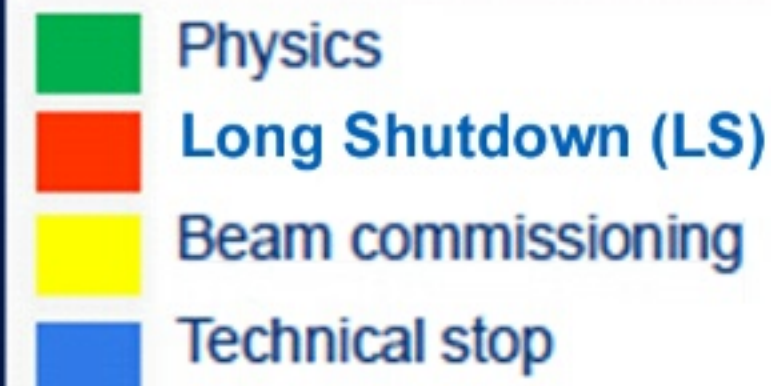 Physics
Long Shutdown (LS)
Beam commissioning
Technical stop